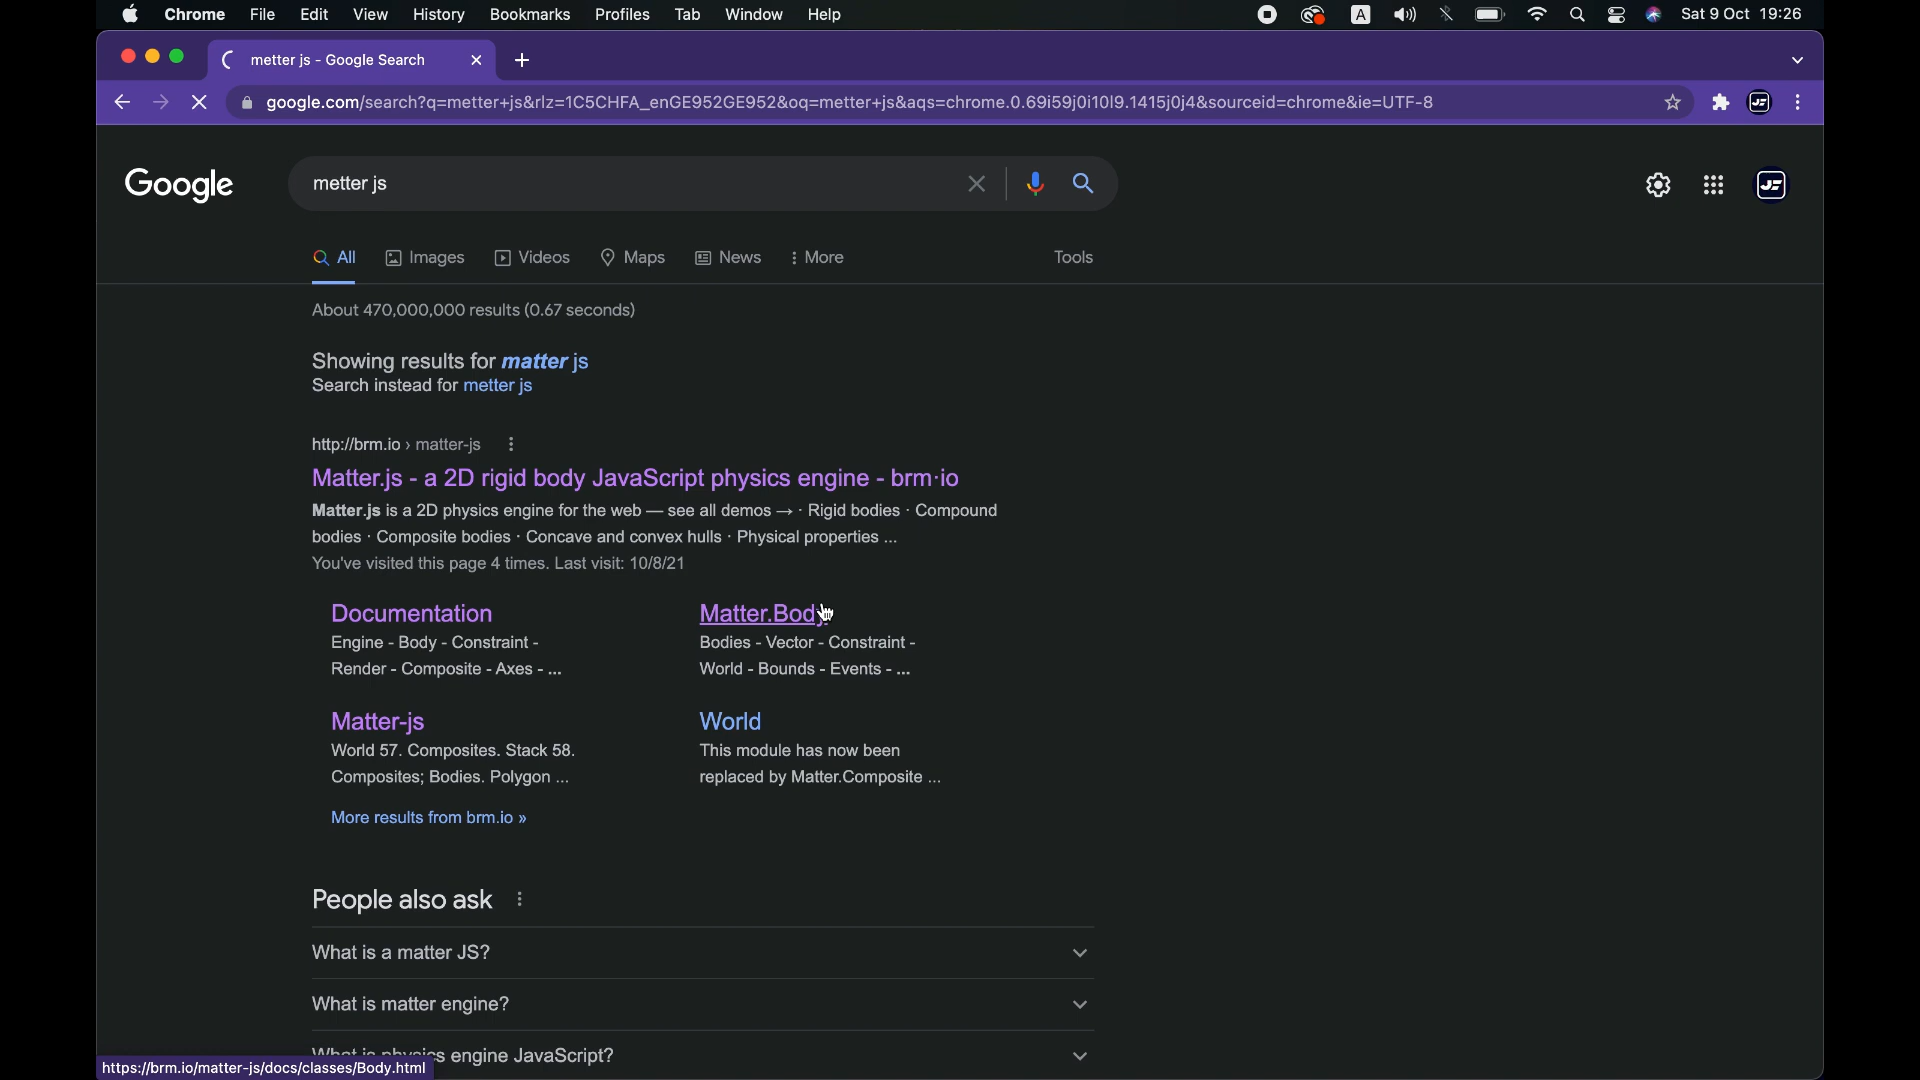 Chrome File Edit View History Bookmarks Profiles Tab Window Help A Sat 9 Oct 19:26
metter js - Google Search
google.com/search?q=metter+js&rlz=1C5CHFA_enGE952GE952&oq=metter+js&aqs=chrome.0.69i59j0i10l9.1415j0j4&sourceid=chrome&ie=UTF-8
Google metter js
All Images Videos Maps News More Tools
About 470,000,000 results (0.67 seconds)
Showing results for matter js
Search instead for metter js
http://brm.io › matter-js
Matter.js - a 2D rigid body JavaScript physics engine - brm·io
Matter.js is a 2D physics engine for the web — see all demos → · Rigid bodies · Compound
bodies · Composite bodies · Concave and convex hulls · Physical properties ...
You've visited this page 4 times. Last visit: 10/8/21
Documentation
Engine - Body - Constraint -
Render - Composite - Axes - ...
Matter.Body
Bodies - Vector - Constraint -
World - Bounds - Events - ...
Matter-js
World 57. Composites. Stack 58.
Composites; Bodies. Polygon ...
World
This module has now been
replaced by Matter.Composite ...
More results from brm.io »
People also ask
What is a matter JS?
What is matter engine?
What is physics engine JavaScript?
https://brm.io/matter-js/docs/classes/Body.html